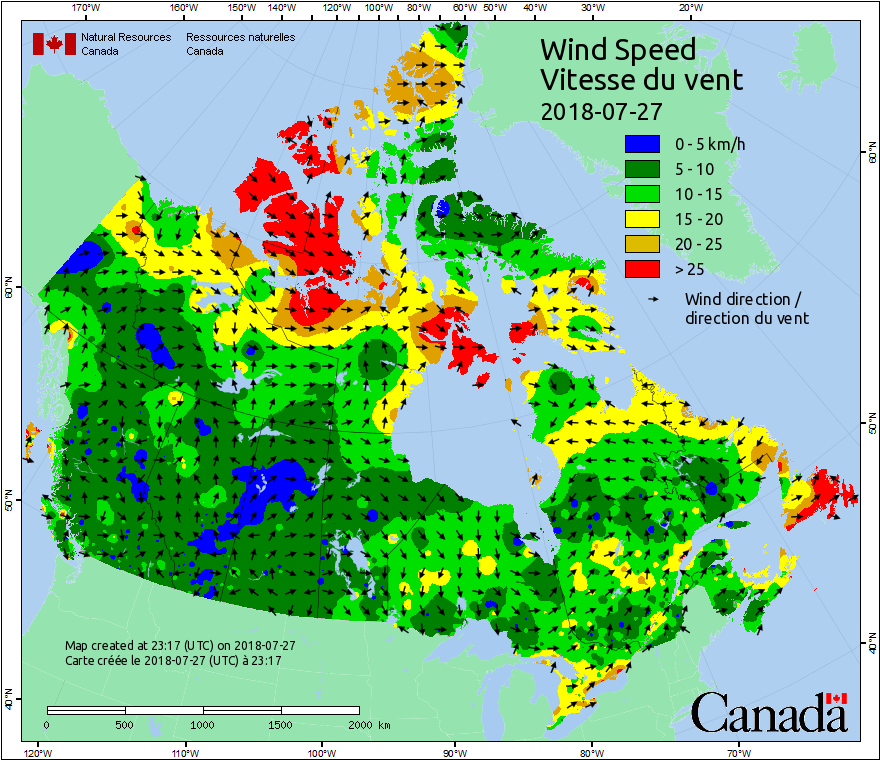 170°W 160°W 150°W 140°W 130°W 120°W 110°W 100°W 90°W 80°W 70°W 60°W 50°W 40°W 30°W 20°W
Natural Resources Ressources naturelles
Canada Canada
Wind Speed
Vitesse du vent
2018-07-27
0 - 5 km/h
5 - 10
10 - 15
15 - 20
20 - 25
> 25
Wind direction /
direction du vent
60°N
50°N
40°N
60°N
50°N
40°N
Map created at 23:17 (UTC) on 2018-07-27
Carte créée le 2018-07-27 (UTC) à 23:17
0 500 1000 1500 2000 km
Canada
120°W 110°W 100°W 90°W 80°W 70°W